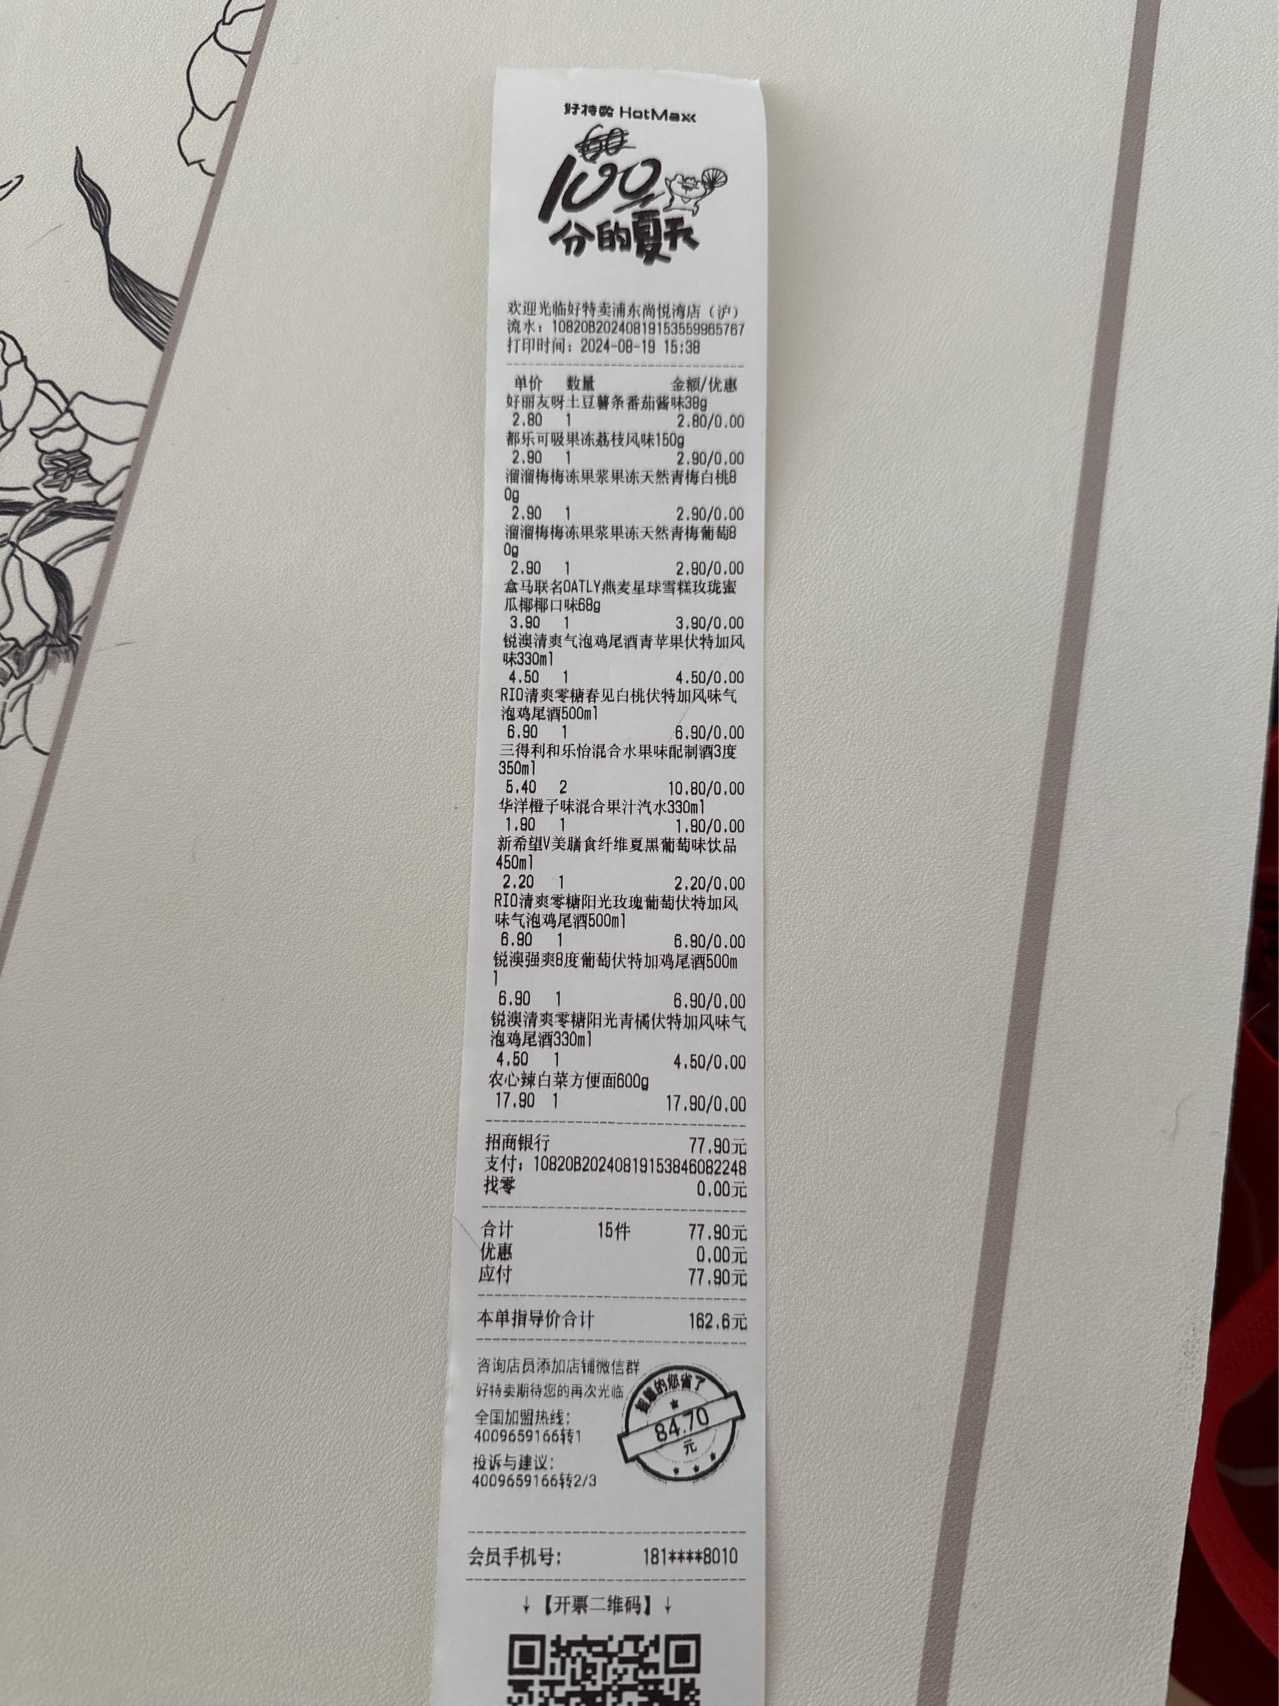 好特卖 HotMaxx
60
100
分的夏天
欢迎光临好特卖浦东尚悦湾店（沪）
流水：10820B20240819153559965767
打印时间：2024-08-19 15:38
单价 数量 金额/优惠
好丽友呀土豆薯条番茄酱味38g
2.80 1 2.80/0.00
都乐可吸果冻荔枝风味150g
2.90 1 2.90/0.00
溜溜梅梅冻果浆果冻天然青梅白桃8
0g
2.90 1 2.90/0.00
溜溜梅梅冻果浆果冻天然青梅葡萄8
0g
2.90 1 2.90/0.00
盒马联名OATLY燕麦星球雪糕玫珑蜜
瓜椰椰口味68g
3.90 1 3.90/0.00
锐澳清爽气泡鸡尾酒青苹果伏特加风
味330ml
4.50 1 4.50/0.00
RIO清爽零糖春见白桃伏特加风味气
泡鸡尾酒500ml
6.90 1 6.90/0.00
三得利和乐怡混合水果味配制酒3度
350ml
5.40 2 10.80/0.00
华洋橙子味混合果汁汽水330ml
1.90 1 1.90/0.00
新希望V美膳食纤维夏黑葡萄味饮品
450ml
2.20 1 2.20/0.00
RIO清爽零糖阳光玫瑰葡萄伏特加风
味气泡鸡尾酒500ml
6.90 1 6.90/0.00
锐澳强爽8度葡萄伏特加鸡尾酒500m
l
6.90 1 6.90/0.00
锐澳清爽零糖阳光青橘伏特加风味气
泡鸡尾酒330ml
4.50 1 4.50/0.00
农心辣白菜方便面600g
17.90 1 17.90/0.00
招商银行 77.90元
支付：10820B20240819153846082248
找零 0.00元
合计 15件 77.90元
优惠 0.00元
应付 77.90元
本单指导价合计 162.6元
咨询店员添加店铺微信群
好特卖期待您的再次光临
全国加盟热线：
4009659166转1
投诉与建议：
4009659166转2/3
的您省了
84.70
元
会员手机号： 181****8010
↓【开票二维码】↓